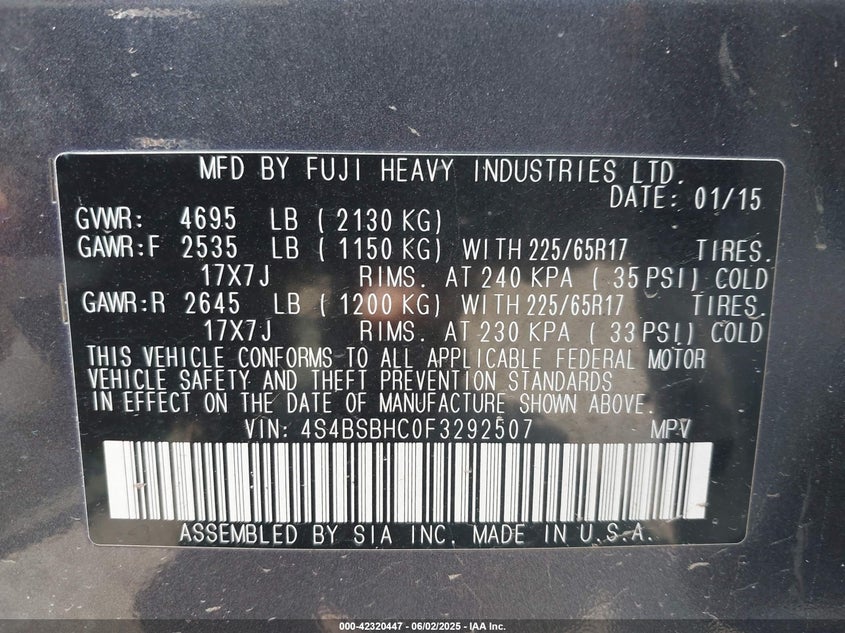 MFD BY FUJI HEAVY INDUSTRIES LTD.
DATE: 01/15
GVWR: 4695 LB ( 2130 KG)
GAWR:F 2535 LB ( 1150 KG) WITH 225/65R17 TIRES.
17X7J RIMS. AT 240 KPA ( 35 PSI) COLD
GAWR:R 2645 LB ( 1200 KG) WITH 225/65R17 TIRES.
17X7J RIMS. AT 230 KPA ( 33 PSI) COLD
THIS VEHICLE CONFORMS TO ALL APPLICABLE FEDERAL MOTOR
VEHICLE SAFETY AND THEFT PREVENTION STANDARDS
IN EFFECT ON THE DATE OF MANUFACTURE SHOWN ABOVE.
VIN: 4S4BSBHC0F3292507 MPV
ASSEMBLED BY SIA INC. MADE IN U.S.A.
000-42320447 - 06/02/2025 - IAA Inc.